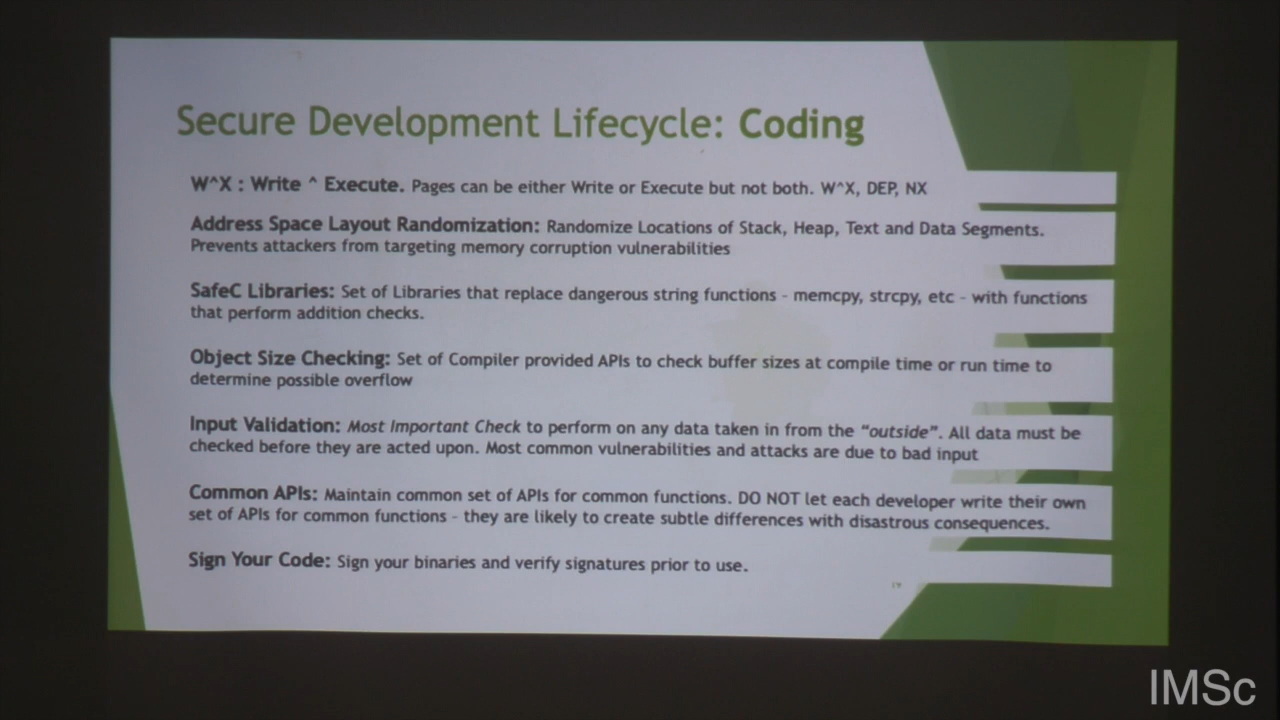 Secure Development Lifecycle: Coding
W^X : Write ^ Execute. Pages can be either Write or Execute but not both. W^X, DEP, NX
Address Space Layout Randomization: Randomize Locations of Stack, Heap, Text and Data Segments.
Prevents attackers from targeting memory corruption vulnerabilities
SafeC Libraries: Set of Libraries that replace dangerous string functions - memcpy, strcpy, etc - with functions
that perform addition checks.
Object Size Checking: Set of Compiler provided APIs to check buffer sizes at compile time or run time to
determine possible overflow
Input Validation: Most Important Check to perform on any data taken in from the "outside". All data must be
checked before they are acted upon. Most common vulnerabilities and attacks are due to bad input
Common APIs: Maintain common set of APIs for common functions. DO NOT let each developer write their own
set of APIs for common functions - they are likely to create subtle differences with disastrous consequences.
Sign Your Code: Sign your binaries and verify signatures prior to use.
IMSc